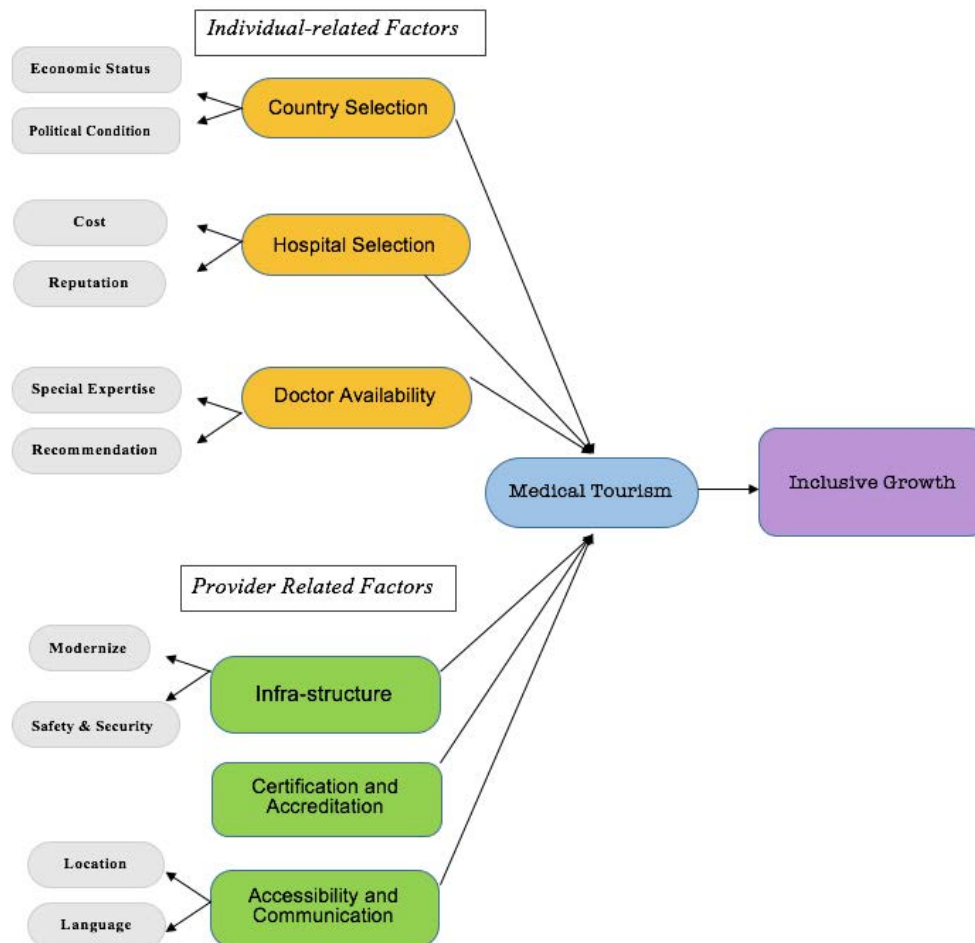 Individual-related Factors
Economic Status
Country Selection
Political Condition
Cost
Hospital Selection
Reputation
Special Expertise
Doctor Availability
Recommendation
Medical Tourism
Inclusive Growth
Provider Related Factors
Modernize
Infra-structure
Safety & Security
Certification and
Accreditation
Location
Accessibility and
Communication
Language